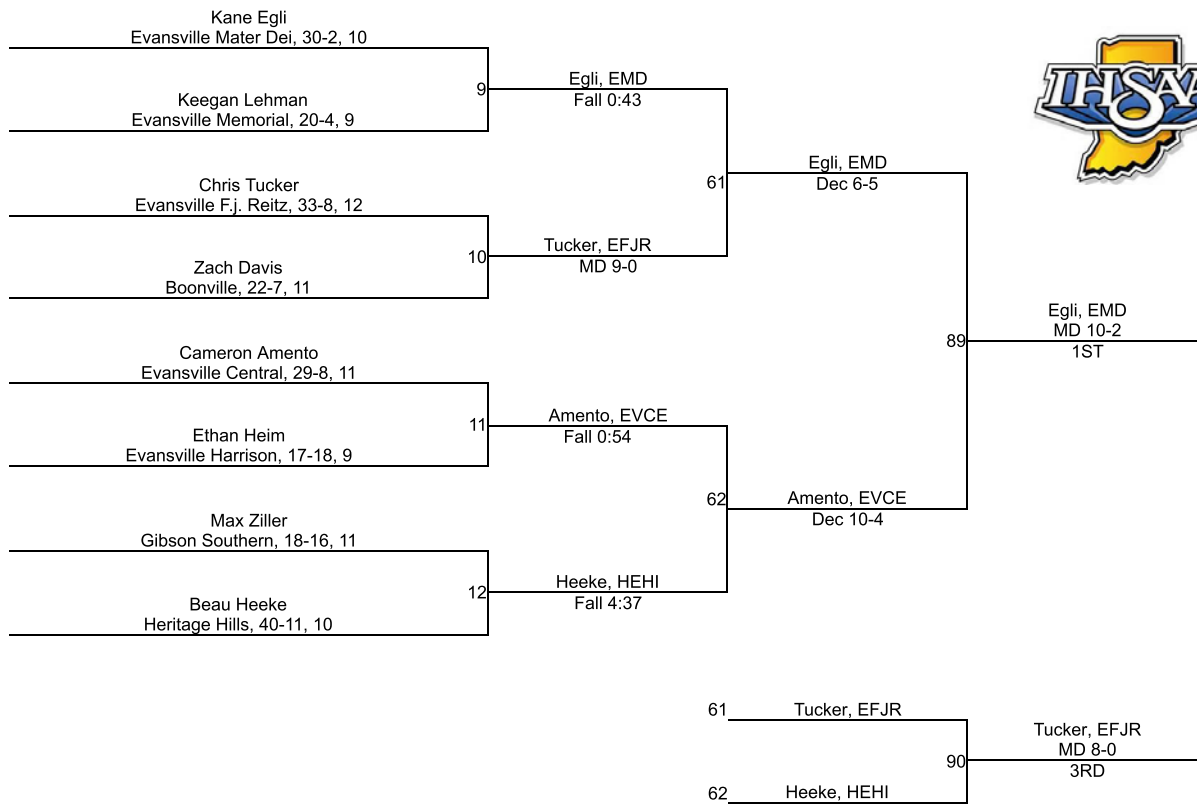 Kane Egli
Evansville Mater Dei, 30-2, 10
9
Keegan Lehman
Evansville Memorial, 20-4, 9
Egli, EMD
Fall 0:43
Chris Tucker
Evansville F.j. Reitz, 33-8, 12
10
Zach Davis
Boonville, 22-7, 11
Tucker, EFJR
MD 9-0
61
Egli, EMD
Dec 6-5
Cameron Amento
Evansville Central, 29-8, 11
11
Ethan Heim
Evansville Harrison, 17-18, 9
Amento, EVCE
Fall 0:54
Max Ziller
Gibson Southern, 18-16, 11
12
Beau Heeke
Heritage Hills, 40-11, 10
Heeke, HEHI
Fall 4:37
62
Amento, EVCE
Dec 10-4
89
Egli, EMD
MD 10-2
1ST
61
Tucker, EFJR
62
Heeke, HEHI
90
Tucker, EFJR
MD 8-0
3RD
IHSAA